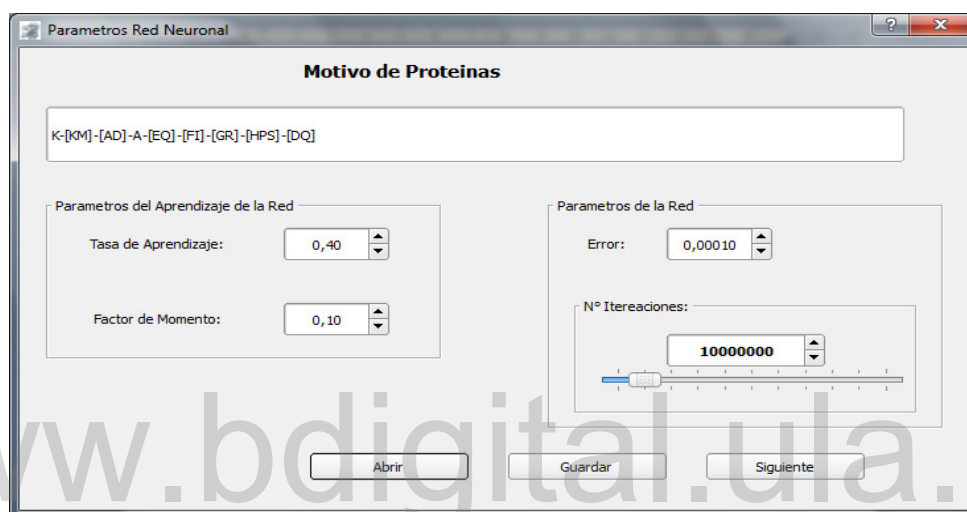 Parametros Red Neuronal
Motivo de Proteinas
K-[KM]-[AD]-A-[EQ]-[FI]-[GR]-[HPS]-[DQ]
Parametros del Aprendizaje de la Red
Tasa de Aprendizaje: 0,40
Factor de Momento: 0,10
Parametros de la Red
Error: 0,00010
Nº Itereaciones:
10000000
Abrir Guardar Siguiente
w.bdigital.ula.